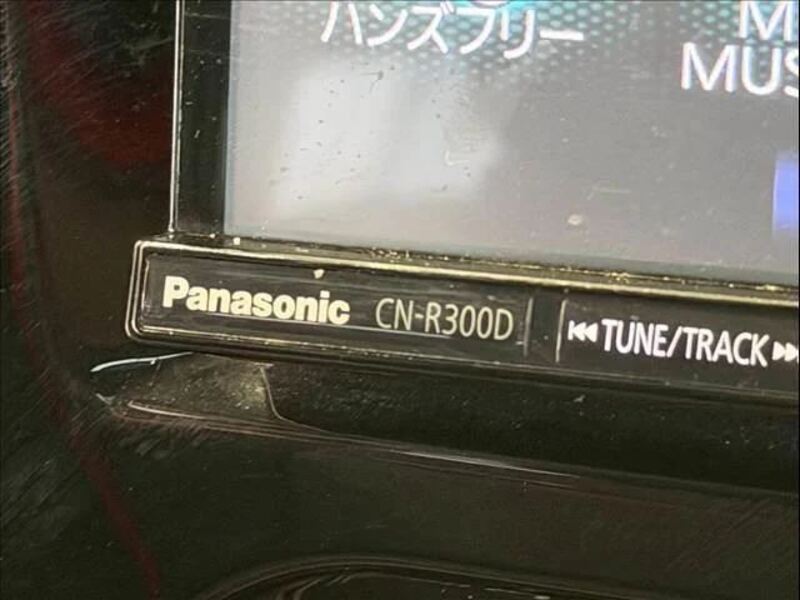 ハンズフリー
MUS
Panasonic CN-R300D
⏮ TUNE/TRACK ⏭